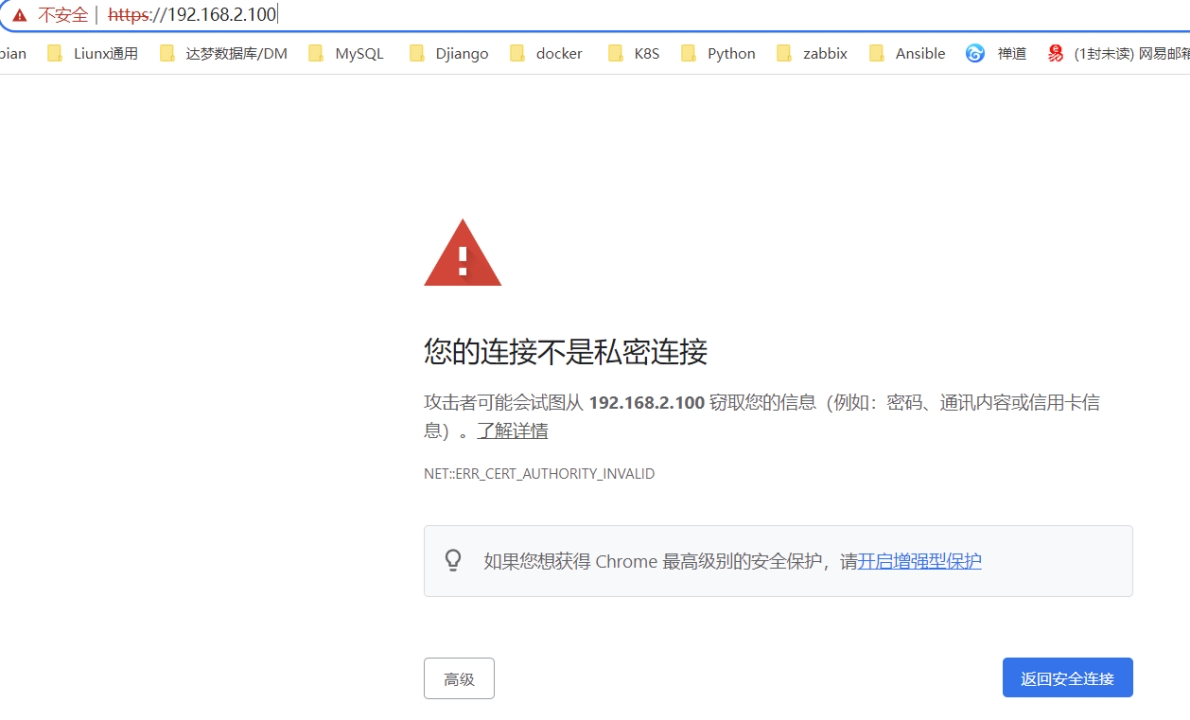 不安全 | https://192.168.2.100
bian Liunx通用 达梦数据库/DM MySQL Djiango docker K8S Python zabbix Ansible 禅道 (1封未读) 网易邮箱
您的连接不是私密连接
攻击者可能会试图从 192.168.2.100 窃取您的信息（例如：密码、通讯内容或信用卡信
息）。了解详情
NET::ERR_CERT_AUTHORITY_INVALID
如果您想获得 Chrome 最高级别的安全保护，请开启增强型保护
高级 返回安全连接